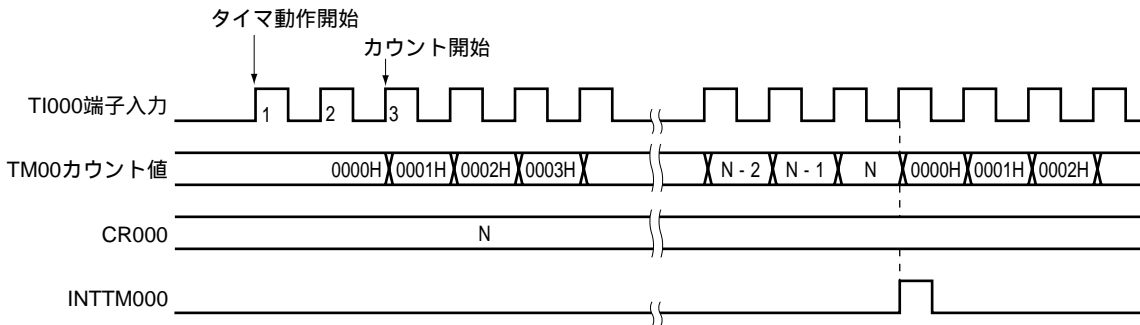 タイマ動作開始
カウント開始
TI000端子入力
1 2 3
TM00カウント値
0000H 0001H 0002H 0003H N - 2 N - 1 N 0000H 0001H 0002H
CR000
N
INTTM000